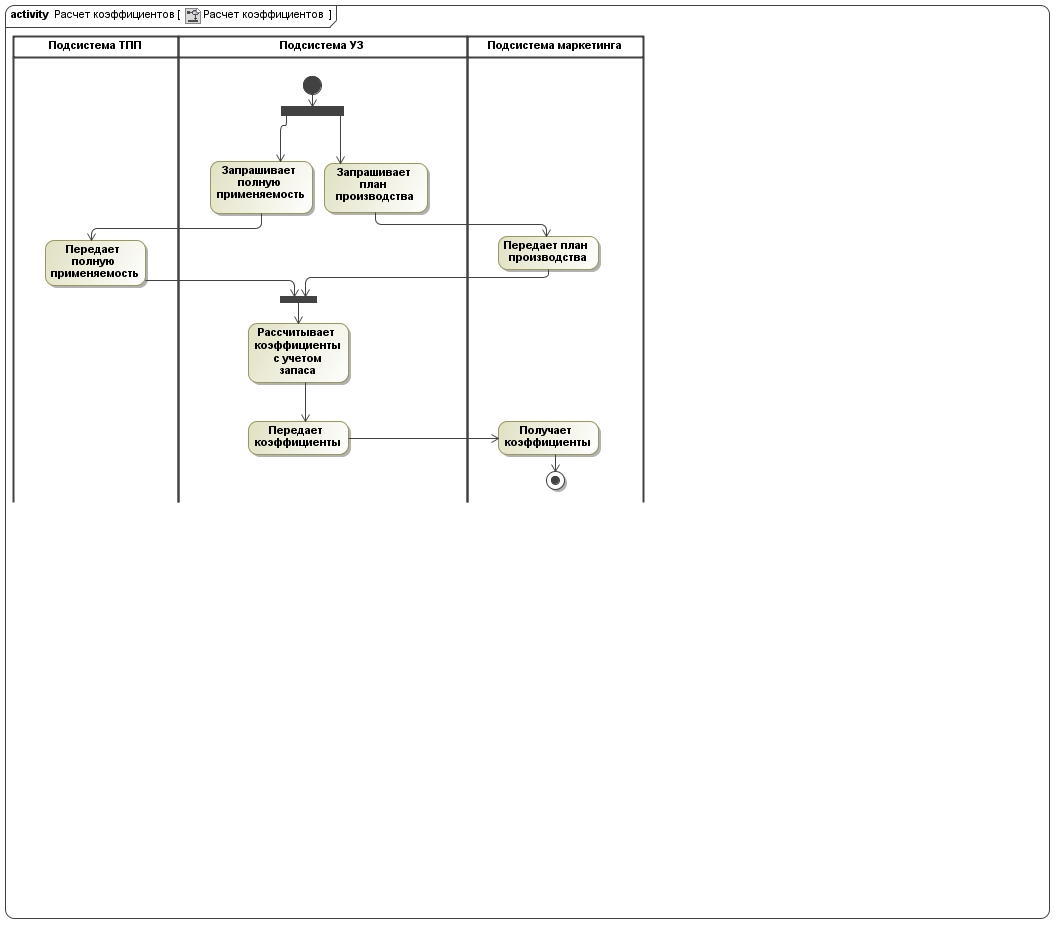 activity Расчет коэффициентов [ Расчет коэффициентов ]
Подсистема ТПП
Подсистема УЗ
Подсистема маркетинга
Запрашивает
полную
применяемость
Запрашивает
план
производства
Передает
полную
применяемость
Передает план
производства
Рассчитывает
коэффициенты
с учетом
запаса
Передает
коэффициенты
Получает
коэффициенты